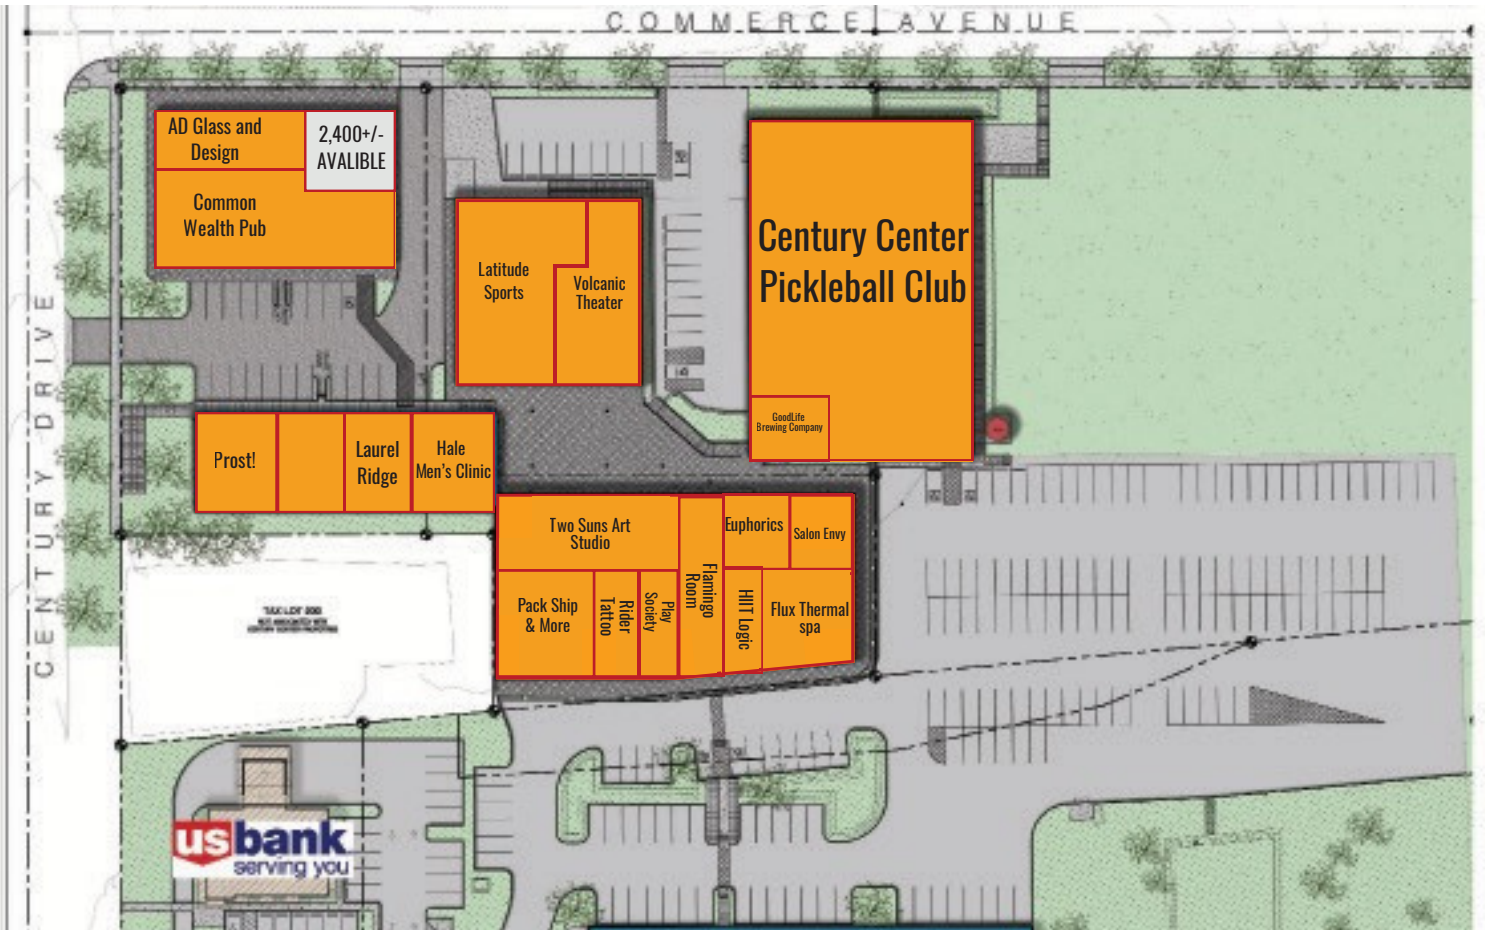 COMMERCE AVENUE
CENTURY DRIVE
AD Glass and
Design
2,400+/-
AVALIBLE
Common
Wealth Pub
Latitude
Sports
Volcanic
Theater
Century Center
Pickleball Club
GoodLife
Brewing Company
Prost!
Laurel
Ridge
Hale
Men's Clinic
Two Suns Art
Studio
Euphorics
Salon Envy
Flamingo
Room
Pack Ship
& More
Rider
Tattoo
Play
Society
HIIT Logic
Flux Thermal
spa
TAX LOT 200
usbank
serving you